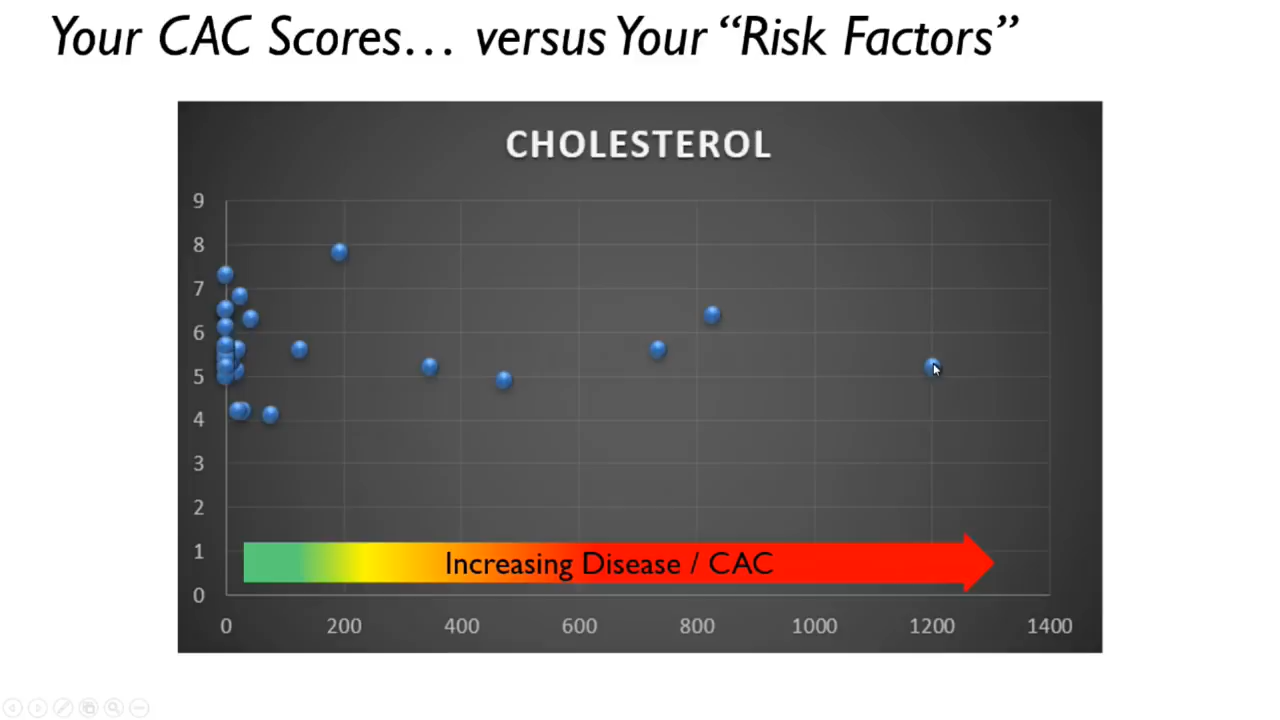 Your CAC Scores… versus Your “Risk Factors”
CHOLESTEROL
9
8
7
6
5
4
3
2
1
0
Increasing Disease / CAC
0 200 400 600 800 1000 1200 1400